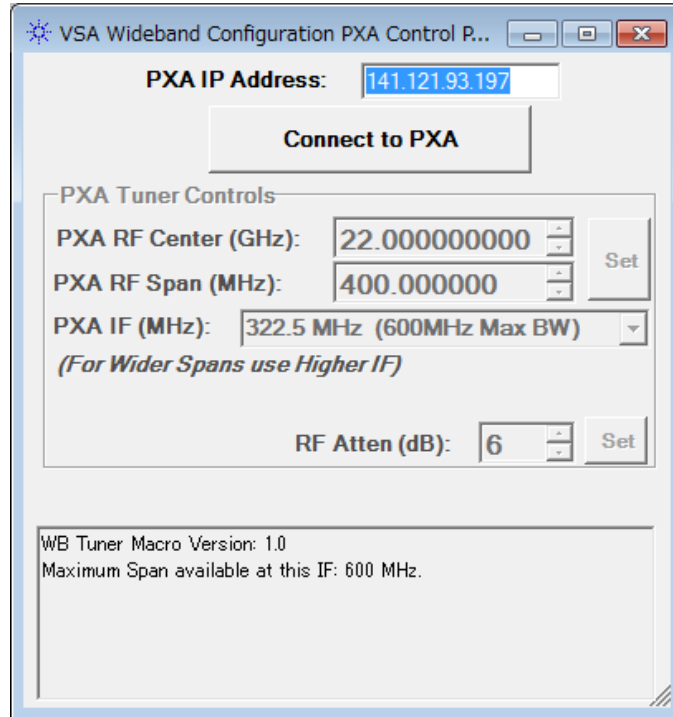 VSA Wideband Configuration PXA Control P...
PXA IP Address: 141.121.93.197
Connect to PXA
PXA Tuner Controls
PXA RF Center (GHz): 22.000000000
Set
PXA RF Span (MHz): 400.000000
PXA IF (MHz): 322.5 MHz (600MHz Max BW)
(For Wider Spans use Higher IF)
RF Atten (dB): 6 Set
WB Tuner Macro Version: 1.0
Maximum Span available at this IF: 600 MHz.